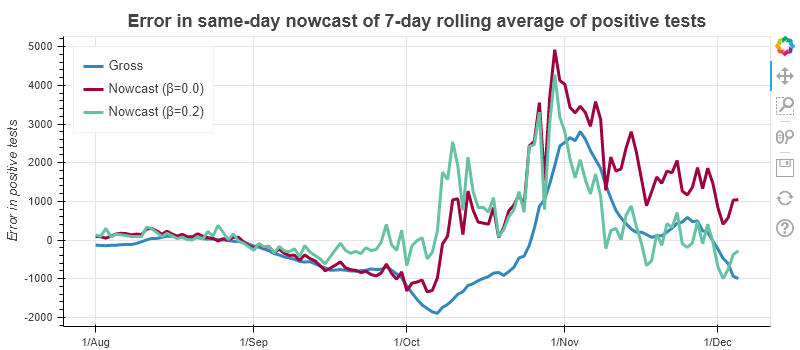 Error in same-day nowcast of 7-day rolling average of positive tests
Error in positive tests
5000
4000
3000
2000
1000
0
-1000
-2000
Gross
Nowcast (β=0.0)
Nowcast (β=0.2)
1/Aug
1/Sep
1/Oct
1/Nov
1/Dec